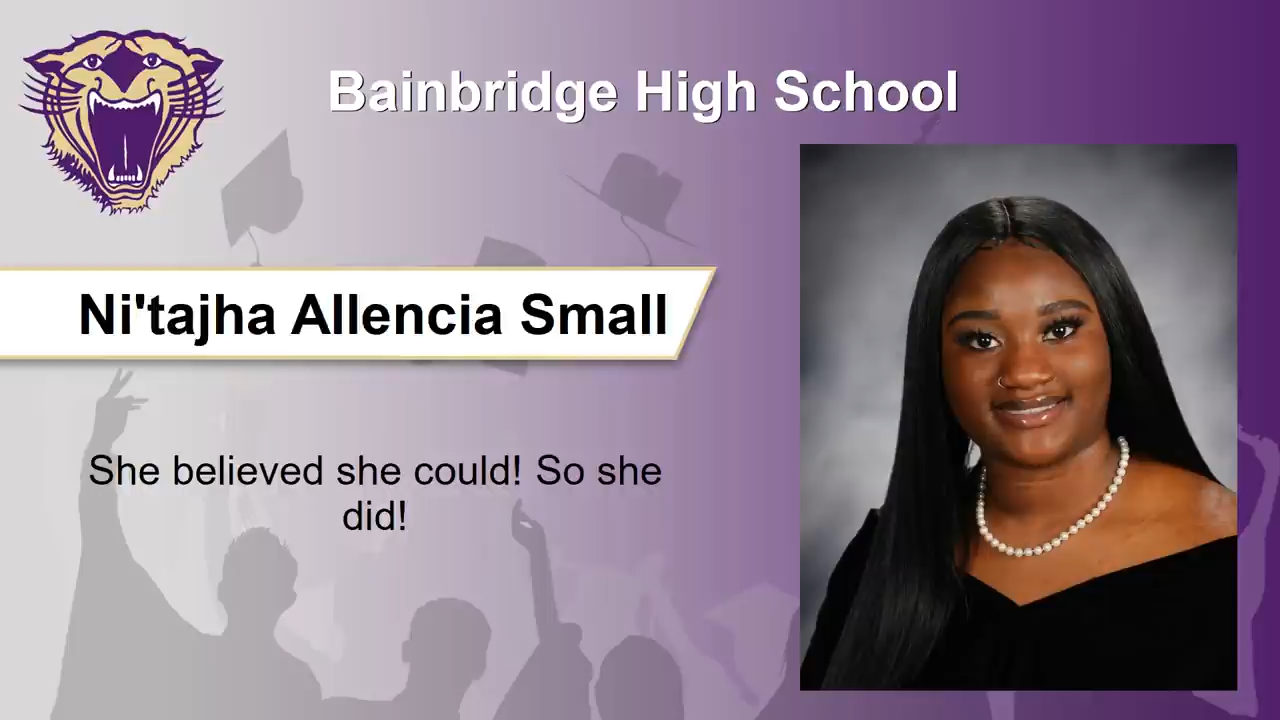 Bainbridge High School
Ni'tajha Allencia Small
She believed she could! So she
did!